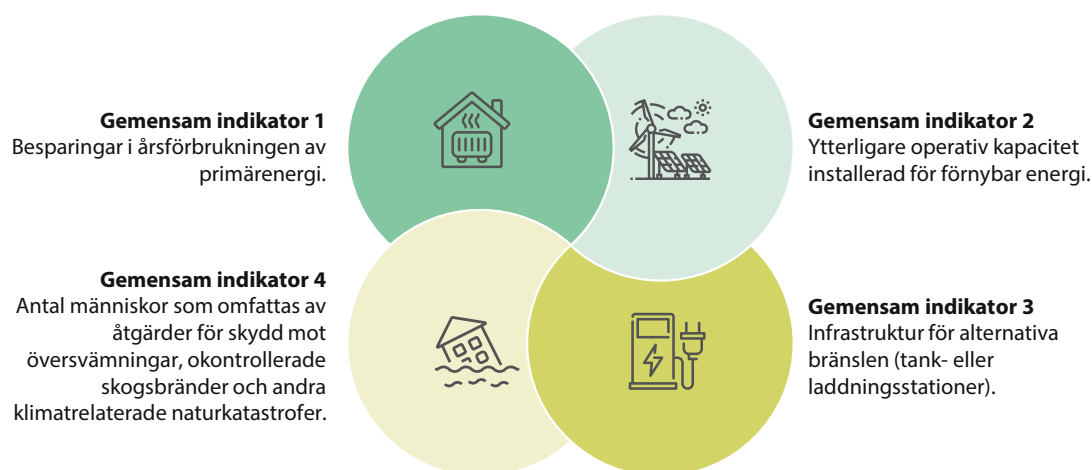 Gemensam indikator 1
Besparingar i årsförbrukningen av
primärenergi.
Gemensam indikator 2
Ytterligare operativ kapacitet
installerad för förnybar energi.
Gemensam indikator 4
Antal människor som omfattas av
åtgärder för skydd mot
översvämningar, okontrollerade
skogsbränder och andra
klimatrelaterade naturkatastrofer.
Gemensam indikator 3
Infrastruktur för alternativa
bränslen (tank- eller
laddningsstationer).